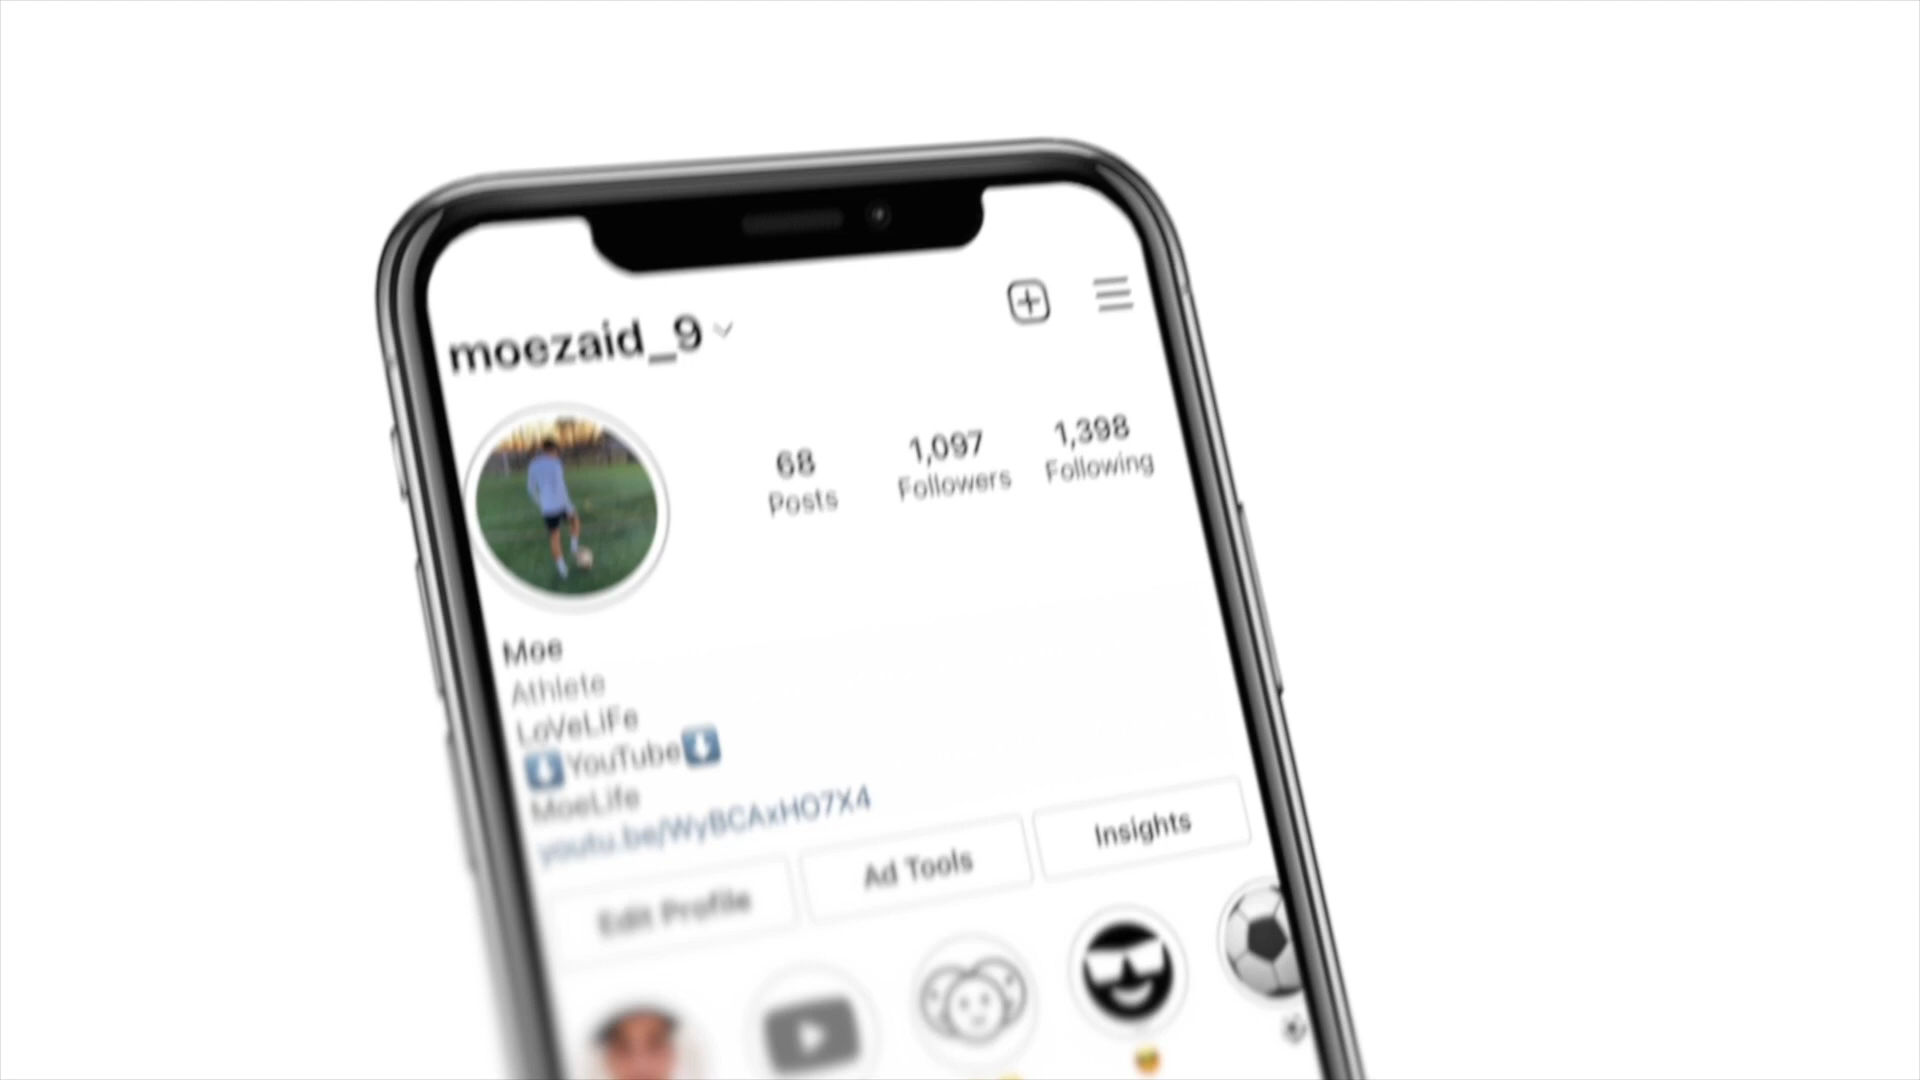 moezaid_9
68 1,097 1,398
Posts Followers Following
Moe
Athlete
LoVeLiFe
⬇️YouTube⬇️
MoeLife
youtu.be/WyBCAxHO7X4
Edit Profile Ad Tools Insights